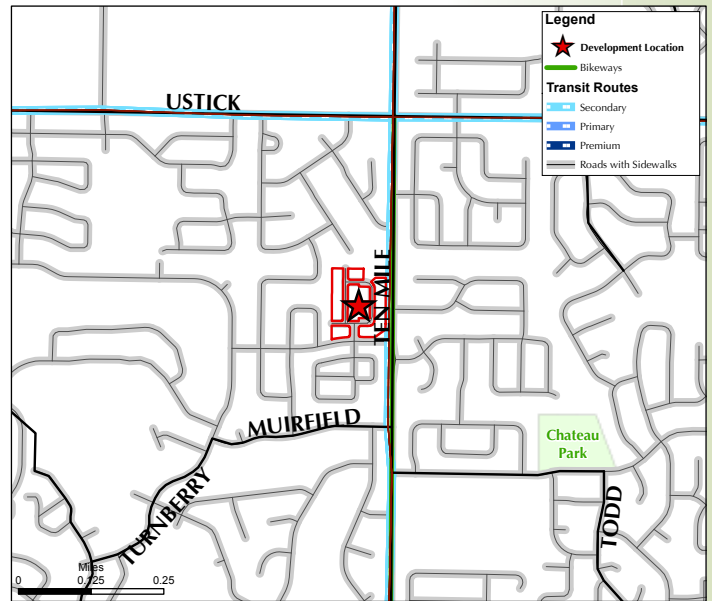 Legend
Development Location
Bikeways
Transit Routes
Secondary
Primary
Premium
Roads with Sidewalks
USTICK
TEN MILE
MUIRFIELD
Chateau
Park
TURNBERRY
TODD
Miles
0 0.125 0.25